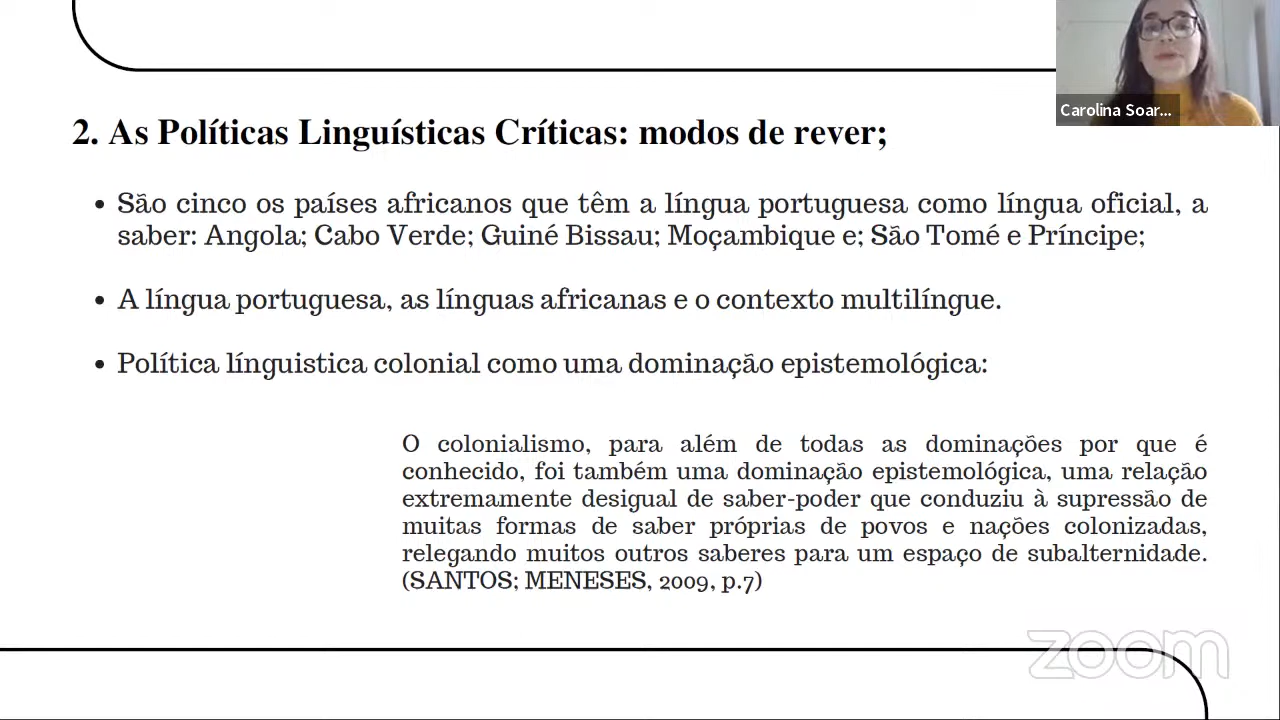 Carolina Soar...
2. As Políticas Linguísticas Críticas: modos de rever;
• São cinco os países africanos que têm a língua portuguesa como língua oficial, a
saber: Angola; Cabo Verde; Guiné Bissau; Moçambique e; São Tomé e Príncipe;
• A língua portuguesa, as línguas africanas e o contexto multilíngue.
• Política línguistica colonial como uma dominação epistemológica:
O colonialismo, para além de todas as dominações por que é
conhecido, foi também uma dominação epistemológica, uma relação
extremamente desigual de saber-poder que conduziu à supressão de
muitas formas de saber próprias de povos e nações colonizadas,
relegando muitos outros saberes para um espaço de subalternidade.
(SANTOS; MENESES, 2009, p.7)
zoom